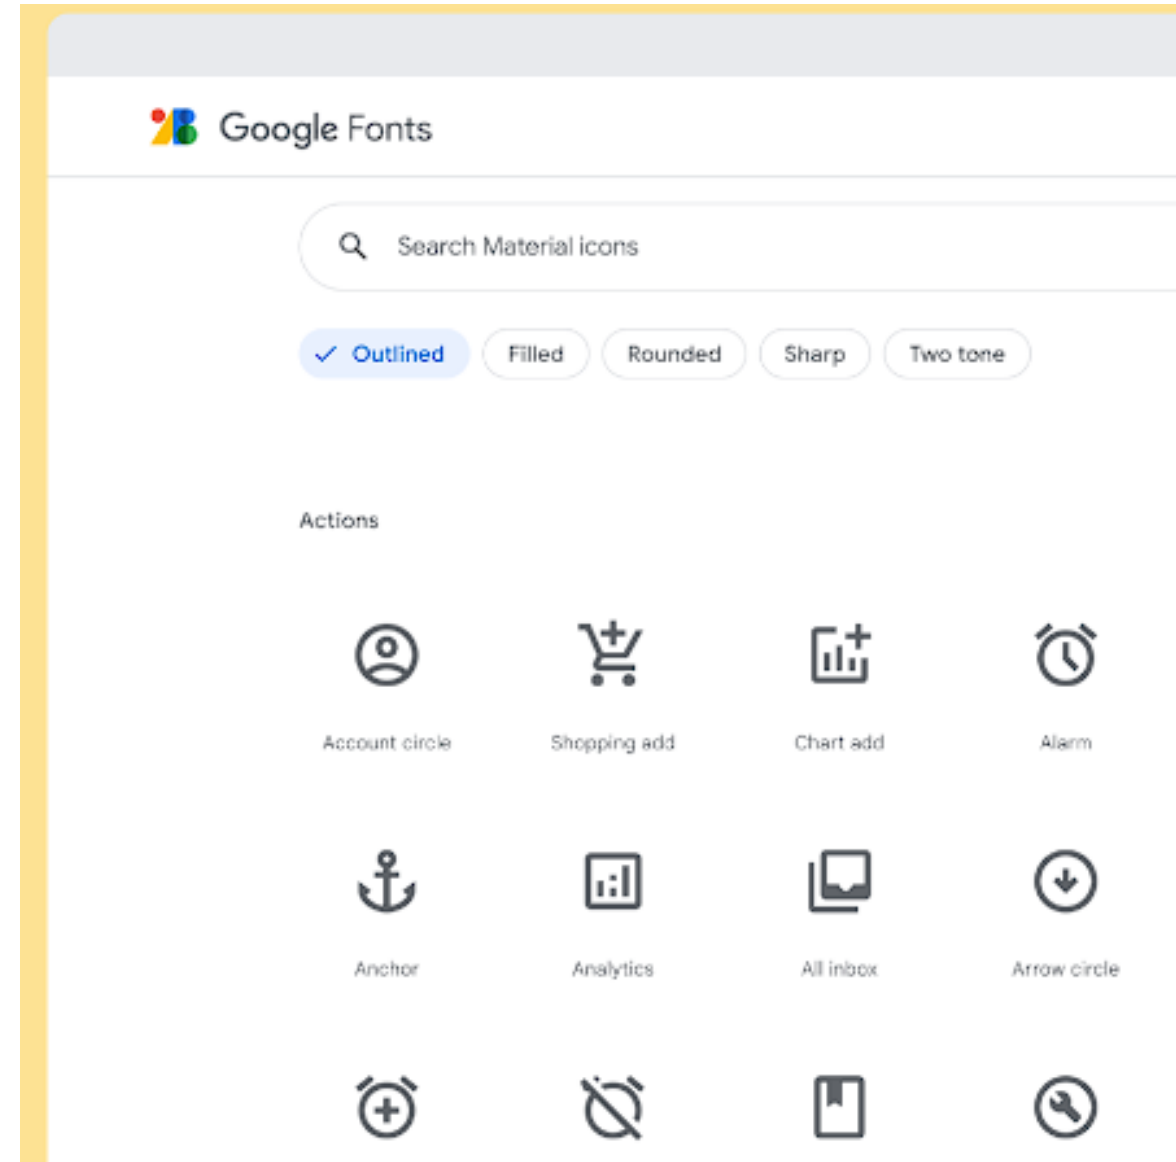 Google Fonts
Search Material icons
Outlined Filled Rounded Sharp Two tone
Actions
Account circle Shopping add Chart add Alarm
Anchor Analytics All inbox Arrow circle